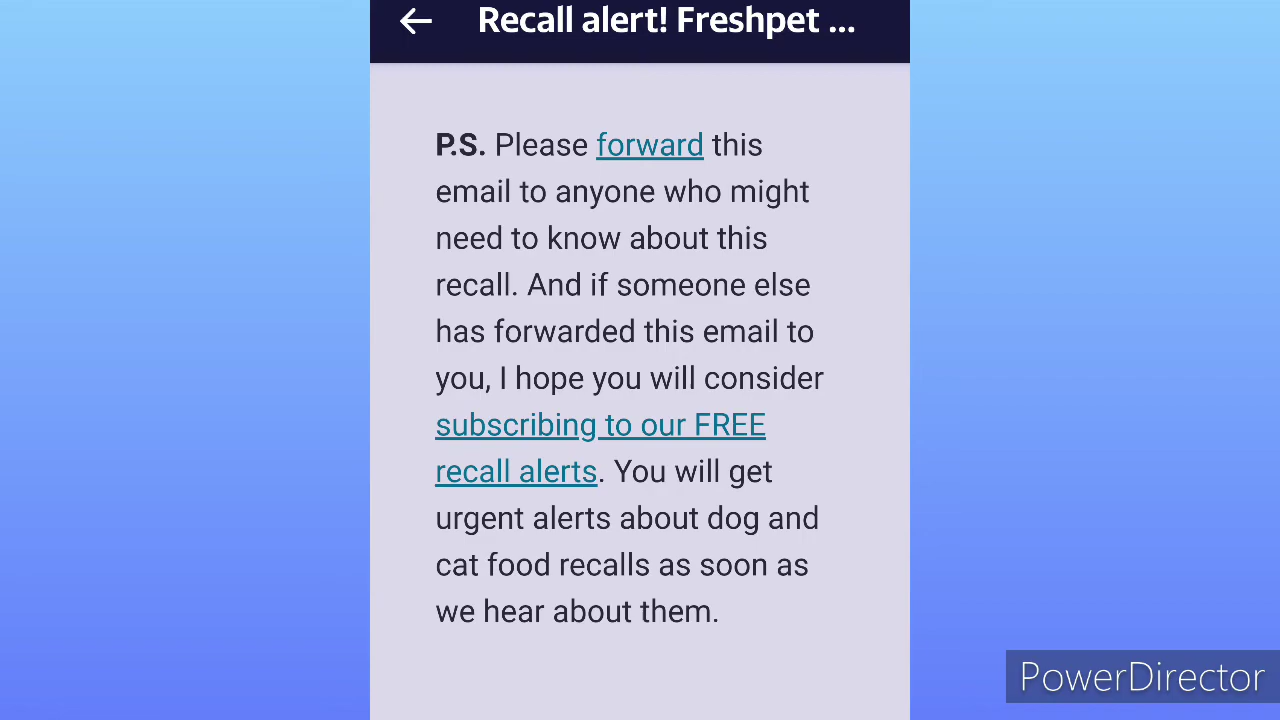 Recall alert! Freshpet ...
P.S. Please forward this
email to anyone who might
need to know about this
recall. And if someone else
has forwarded this email to
you, I hope you will consider
subscribing to our FREE
recall alerts. You will get
urgent alerts about dog and
cat food recalls as soon as
we hear about them.
PowerDirector